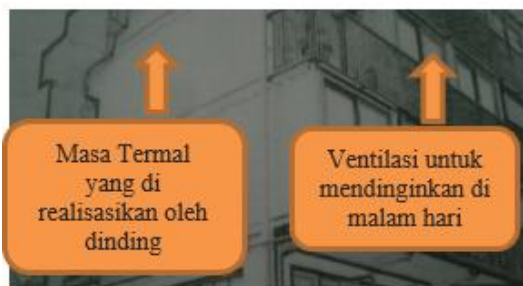 Masa Termal
yang di
realisasikan oleh
dinding
Ventilasi untuk
mendinginkan di
malam hari